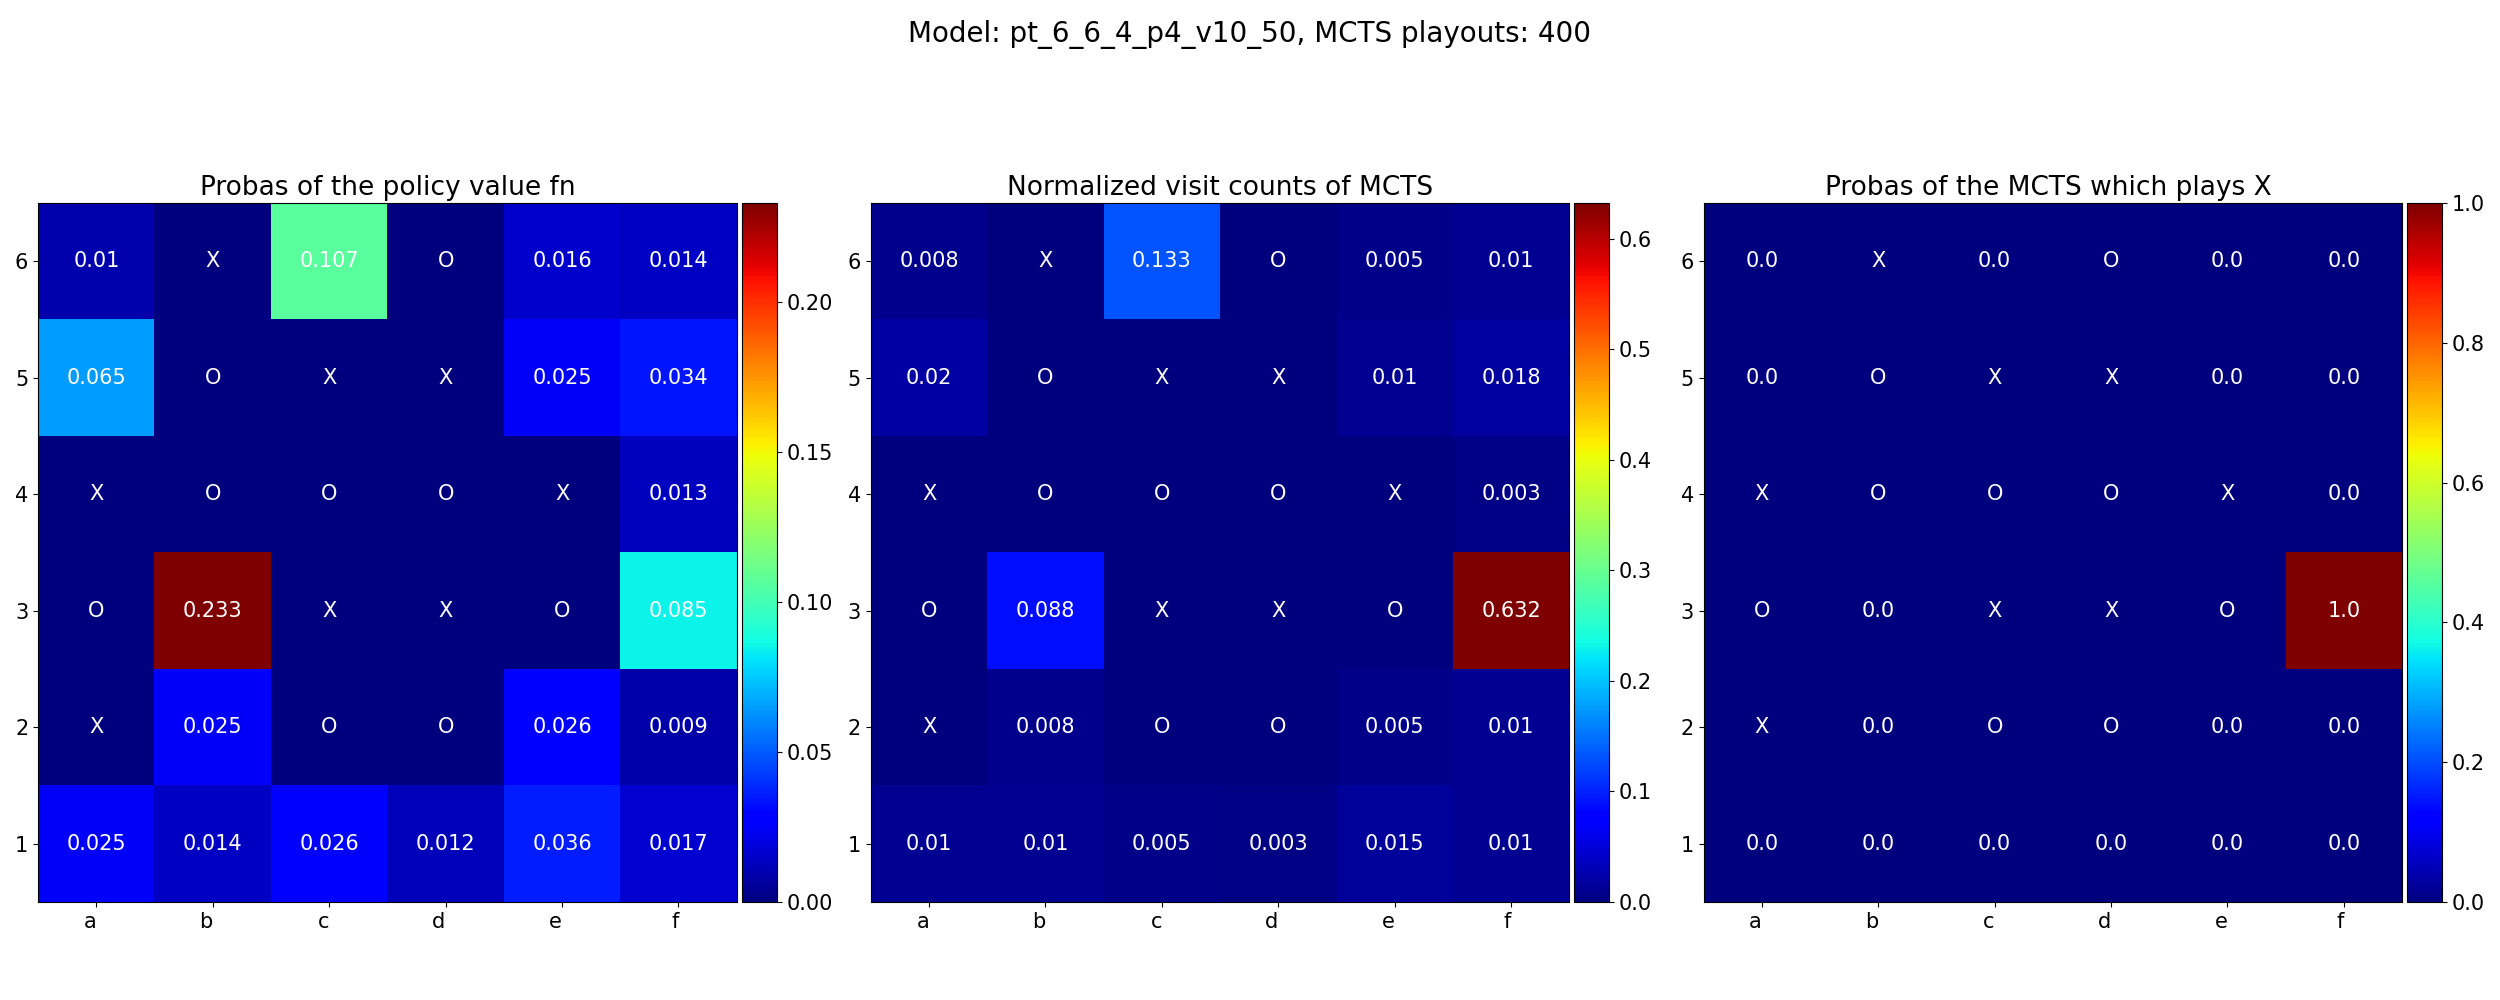 Model: pt_6_6_4_p4_v10_50, MCTS playouts: 400
Probas of the policy value fn
6 0.01 X 0.107 O 0.016 0.014
5 0.065 O X X 0.025 0.034
4 X O O O X 0.013
3 O 0.233 X X O 0.085
2 X 0.025 O O 0.026 0.009
1 0.025 0.014 0.026 0.012 0.036 0.017
a b c d e f
0.20
0.15
0.10
0.05
0.00
Normalized visit counts of MCTS
6 0.008 X 0.133 O 0.005 0.01
5 0.02 O X X 0.01 0.018
4 X O O O X 0.003
3 O 0.088 X X O 0.632
2 X 0.008 O O 0.005 0.01
1 0.01 0.01 0.005 0.003 0.015 0.01
a b c d e f
0.6
0.5
0.4
0.3
0.2
0.1
0.0
Probas of the MCTS which plays X
6 0.0 X 0.0 O 0.0 0.0
5 0.0 O X X 0.0 0.0
4 X O O O X 0.0
3 O 0.0 X X O 1.0
2 X 0.0 O O 0.0 0.0
1 0.0 0.0 0.0 0.0 0.0 0.0
a b c d e f
1.0
0.8
0.6
0.4
0.2
0.0